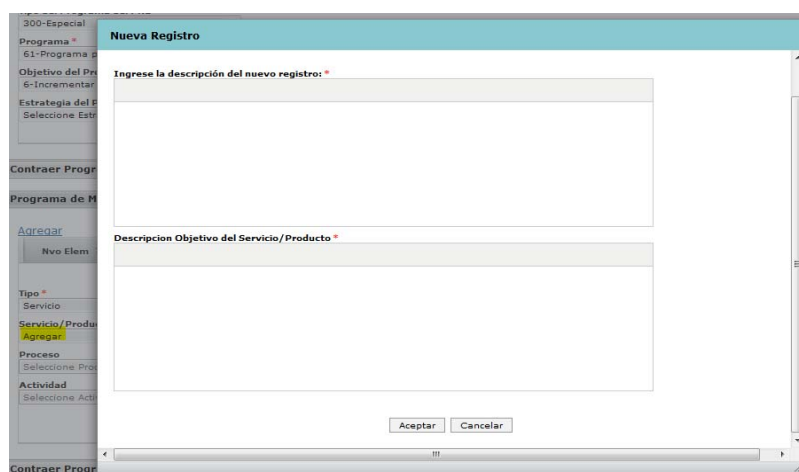 300-Especial
Programa *
61-Programa p
Objetivo del Pr
6-Incrementar
Estrategia del P
Seleccione Estr
Contraer Progr
Programa de M
Agregar
Nvo Elem
Tipo *
Servicio
Servicio/Produ
Agregar
Proceso
Seleccione Proc
Actividad
Seleccione Acti
Contraer Progr
Nueva Registro
Ingrese la descripción del nuevo registro: *
Descripcion Objetivo del Servicio/Producto *
Aceptar Cancelar